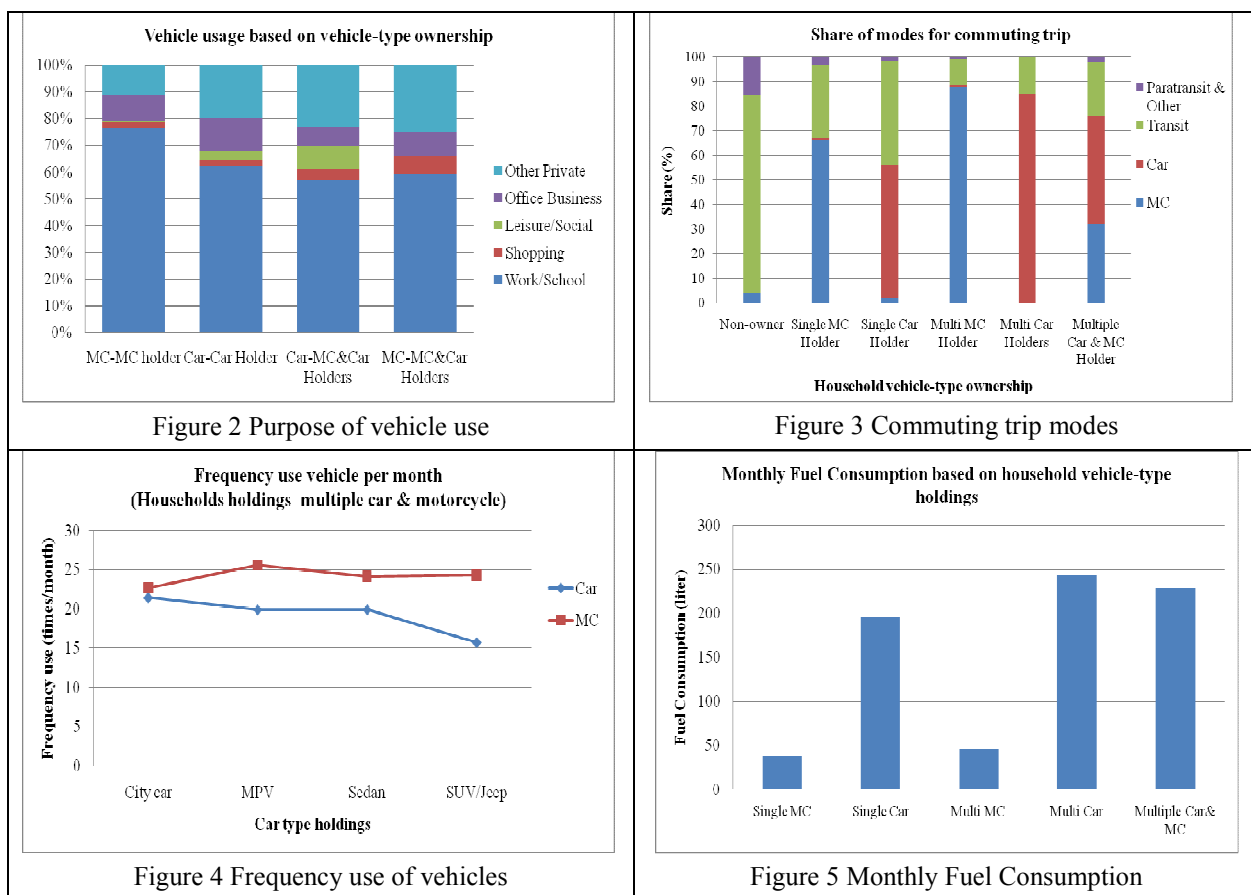 Vehicle usage based on vehicle-type ownership
100%
90%
80%
70%
60%
50%
40%
30%
20%
10%
0%
Other Private
Office Business
Leisure/Social
Shopping
Work/School
MC-MC holder Car-Car Holder Car-MC&Car MC-MC&Car
Holders Holders
Figure 2 Purpose of vehicle use
Share of modes for commuting trip
Share (%)
100
90
80
70
60
50
40
30
20
10
0
Paratransit &
Other
Transit
Car
MC
Non-owner Single MC Single Car Multi MC Multi Car Multiple
Holder Holder Holder Holders Car & MC
Holder
Household vehicle-type ownership
Figure 3 Commuting trip modes
Frequency use vehicle per month
(Households holdings multiple car & motorcycle)
Frequency use (times/month)
30
25
20
15
10
5
0
Car
MC
City car MPV Sedan SUV/Jeep
Car type holdings
Figure 4 Frequency use of vehicles
Monthly Fuel Consumption based on household vehicle-type
holdings
Fuel Consumption (liter)
300
250
200
150
100
50
0
Single MC Single Car Multi MC Multi Car Multiple Car&
MC
Figure 5 Monthly Fuel Consumption